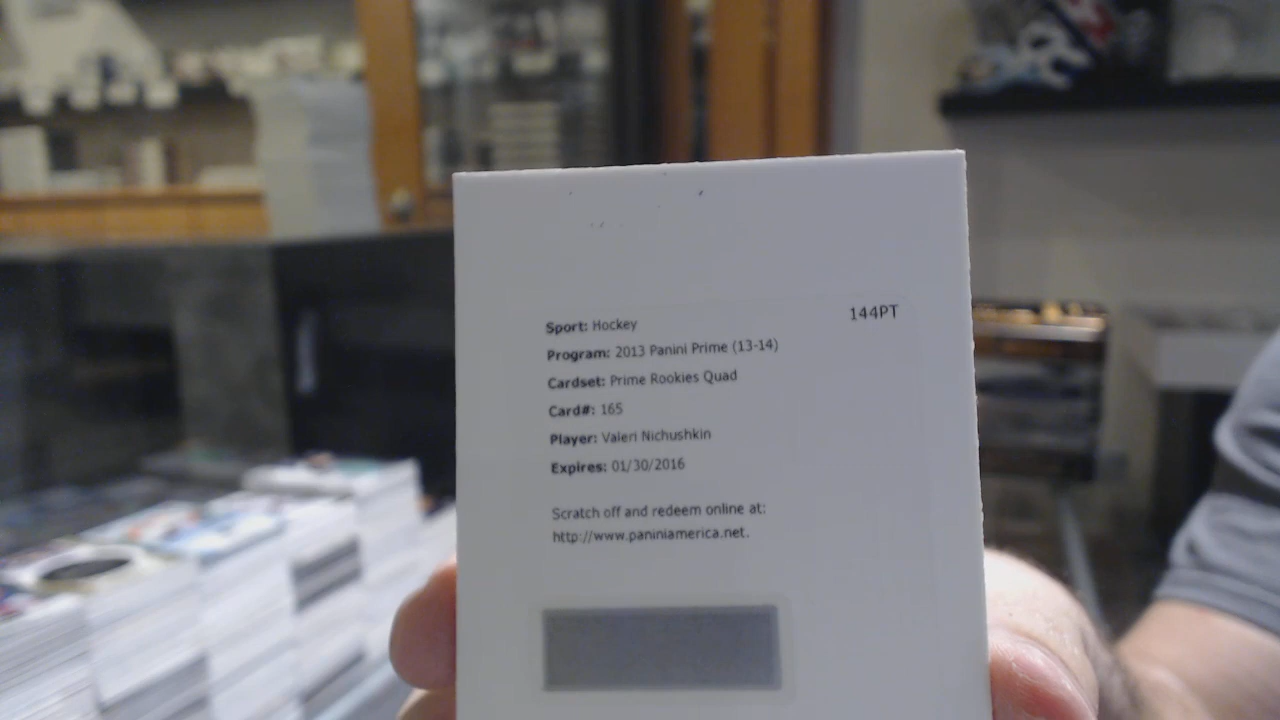 144PT
Sport: Hockey
Program: 2013 Panini Prime (13-14)
Cardset: Prime Rookies Quad
Card#: 165
Player: Valeri Nichushkin
Expires: 01/30/2016
Scratch off and redeem online at:
http://www.paniniamerica.net.